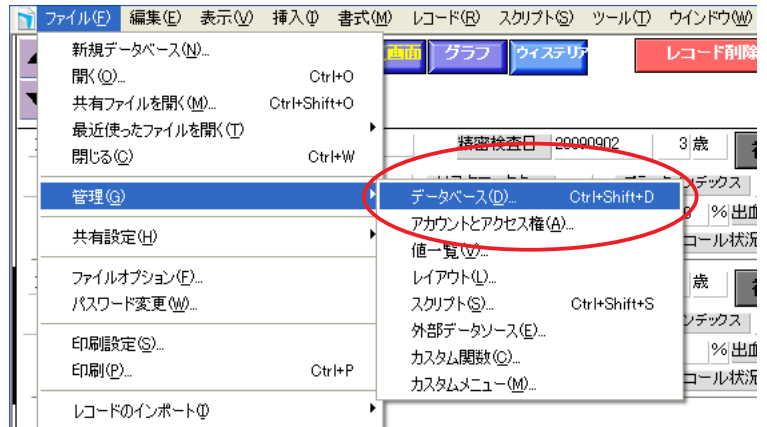 ファイル(F) 編集(E) 表示(V) 挿入(I) 書式(M) レコード(R) スクリプト(S) ツール(T) ウインドウ(W)
新規データベース(N)...
画面 グラフ ウィステリア レコード削除
開く(O)... Ctrl+O
共有ファイルを開く(M)... Ctrl+Shift+O
最近使ったファイルを開く(T)
閉じる(C) Ctrl+W
精密検査日 20090902 3 歳
管理(G)
データベース(D)... Ctrl+Shift+D
アカウントとアクセス権(A)...
% 出血
共有設定(H)
値一覧(V)...
コール状況
ファイルオプション(F)...
レイアウト(L)...
歳
パスワード変更(W)...
スクリプト(S)... Ctrl+Shift+S
外部データソース(E)...
ンデックス
印刷設定(S)...
カスタム関数(C)...
% 出血
印刷(P)... Ctrl+P
カスタムメニュー(M)...
コール状況
レコードのインポート(I)